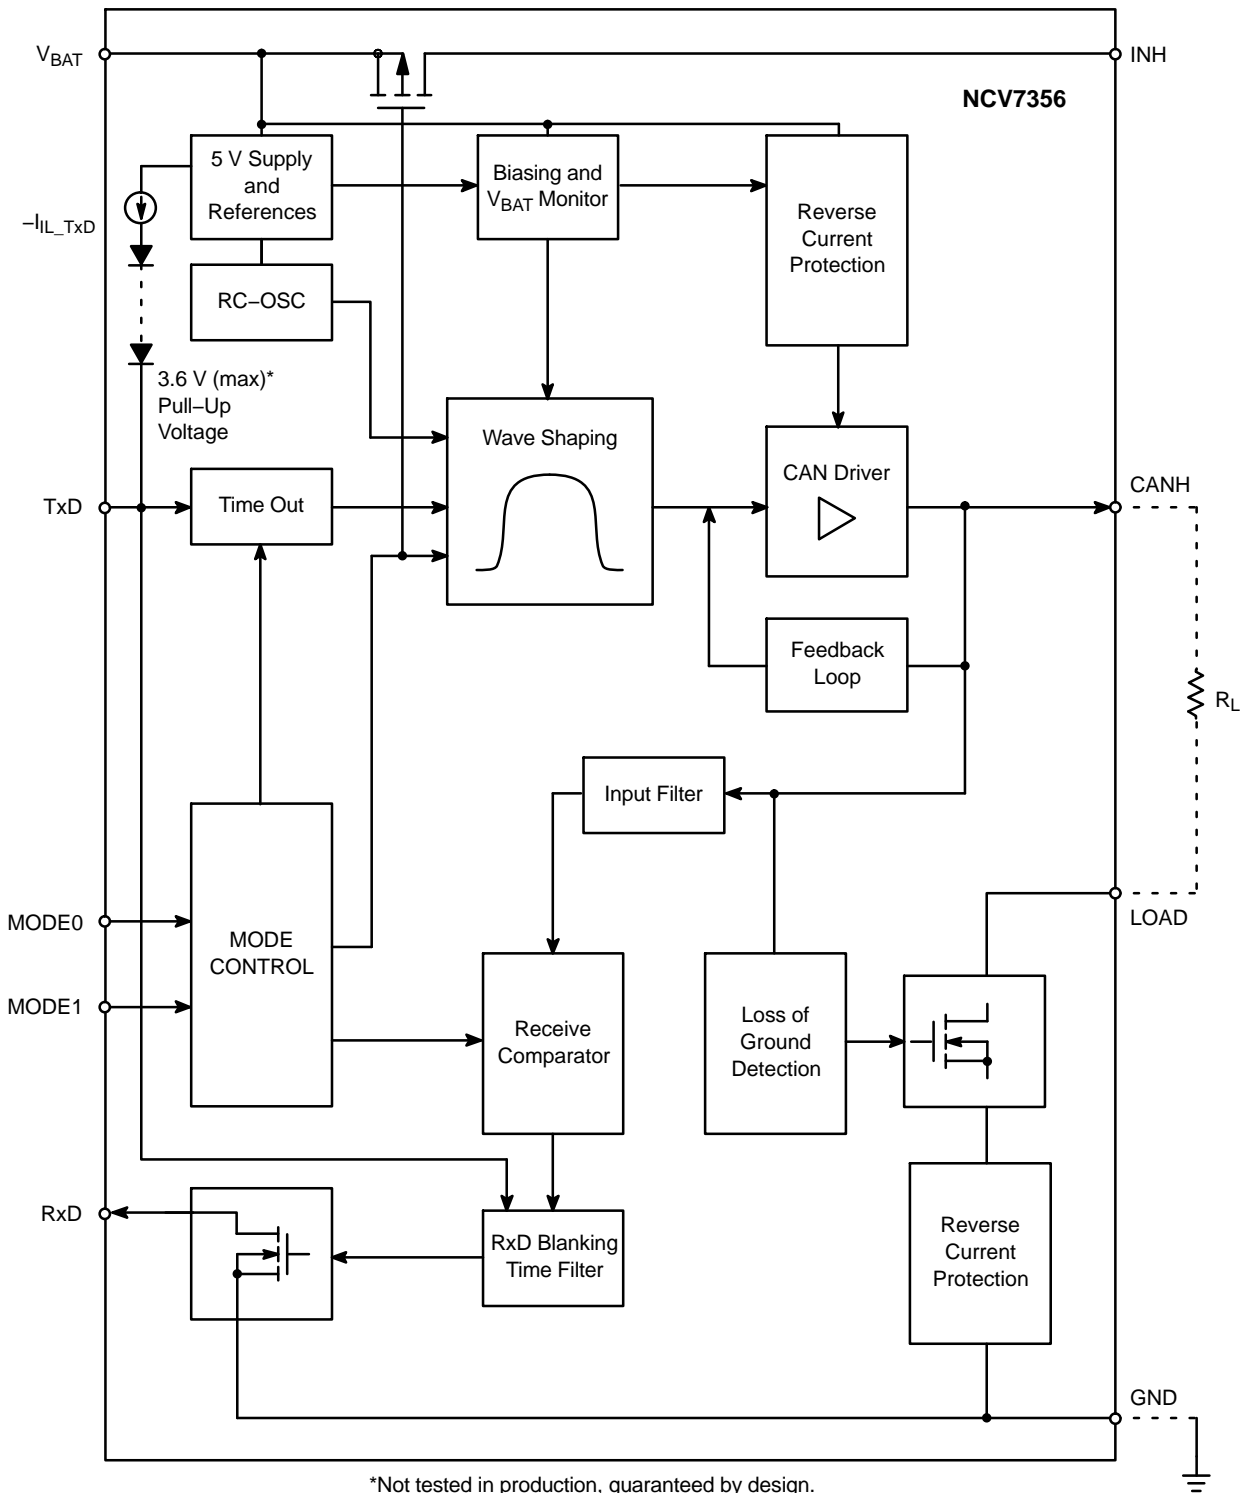 V_BAT
INH
NCV7356
5 V Supply
and
References
Biasing and
V_BAT Monitor
Reverse
Current
Protection
–I_IL_TxD
RC–OSC
3.6 V (max)*
Pull–Up
Voltage
Wave Shaping
CAN Driver
TxD
Time Out
CANH
Feedback
Loop
R_L
Input Filter
MODE0
MODE
CONTROL
MODE1
LOAD
Receive
Comparator
Loss of
Ground
Detection
RxD
RxD Blanking
Time Filter
Reverse
Current
Protection
GND
*Not tested in production, guaranteed by design.